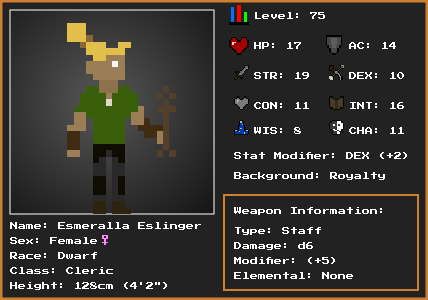 Level: 75
HP: 17 AC: 14
STR: 19 DEX: 10
CON: 11 INT: 16
WIS: 8 CHA: 11
Stat Modifier: DEX (+2)
Background: Royalty
Name: Esmeralla Eslinger
Sex: Female♀
Race: Dwarf
Class: Cleric
Height: 128cm (4'2")
Weapon Information:
Type: Staff
Damage: d6
Modifier: (+5)
Elemental: None